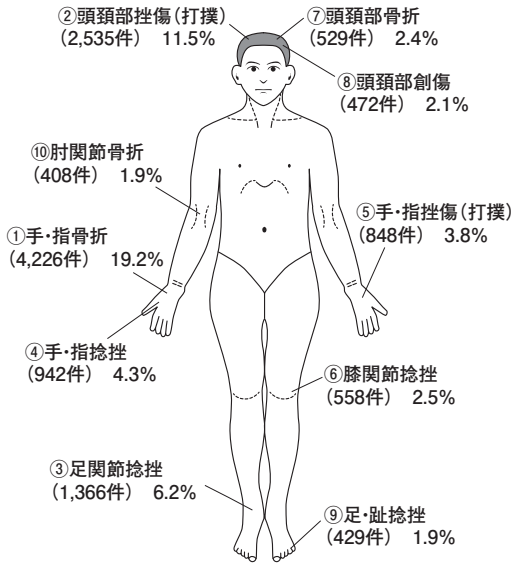 ②頭頚部挫傷(打撲)
(2,535件) 11.5%
⑦頭頚部骨折
(529件) 2.4%
⑧頭頚部創傷
(472件) 2.1%
⑩肘関節骨折
(408件) 1.9%
⑤手・指挫傷(打撲)
(848件) 3.8%
①手・指骨折
(4,226件) 19.2%
④手・指捻挫
(942件) 4.3%
⑥膝関節捻挫
(558件) 2.5%
③足関節捻挫
(1,366件) 6.2%
⑨足・趾捻挫
(429件) 1.9%